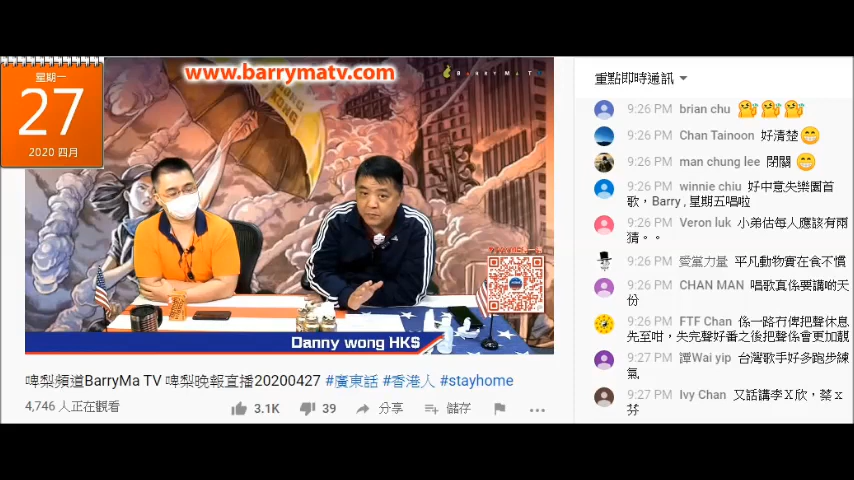 www.barrymatv.com
BARRY MA TV
星期一
27
2020 四月
Danny wong HK$
啤梨頻道BarryMa TV 啤梨晚報直播20200427 #廣東話 #香港人 #stayhome
4,746 人正在觀看
3.1K
39
分享
儲存
重點即時通訊
9:26 PM brian chu
9:26 PM Chan Tainoon 好清楚
9:26 PM man chung lee 閉關
9:26 PM winnie chiu 好中意失樂園首
歌，Barry , 星期五唱啦
9:26 PM Veron luk 小弟估每人應該有兩
猜。。
9:26 PM 愛黨力量 平凡動物實在食不慣
9:26 PM CHAN MAN 唱歌真係要講啲天
份
9:26 PM FTF Chan 係一路冇俾把聲休息
先至咁，失完聲好番之後把聲係會更加靚
9:27 PM 譚Wai yip 台灣歌手好多跑步練
氣
9:27 PM Ivy Chan 又話講李X欣，蔡x
芬